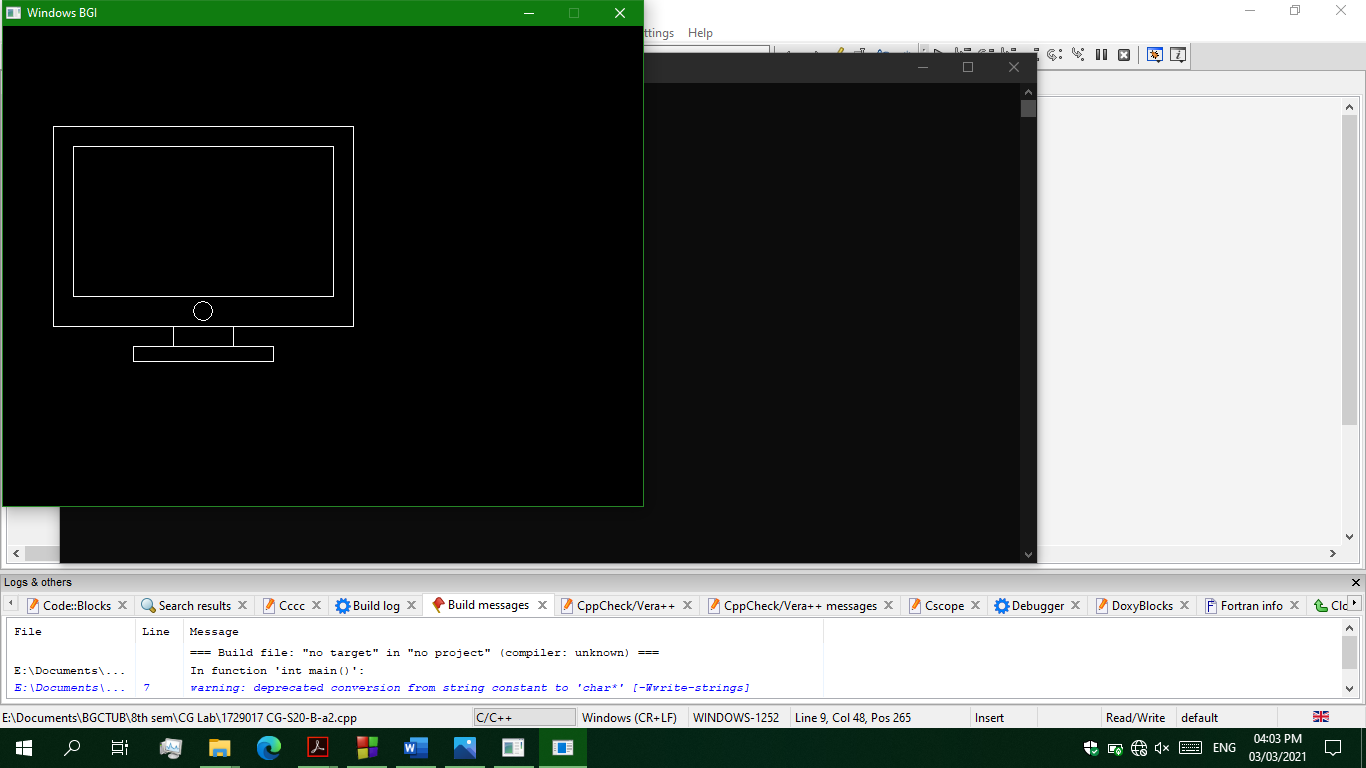 Windows BGI
ttings Help
Logs & others
Code::Blocks Search results Cccc Build log Build messages CppCheck/Vera++ CppCheck/Vera++ messages Cscope Debugger DoxyBlocks Fortran info Clo
File Line Message
=== Build file: "no target" in "no project" (compiler: unknown) ===
E:\Documents\... In function 'int main()':
E:\Documents\... 7 warning: deprecated conversion from string constant to 'char*' [-Wwrite-strings]
E:\Documents\BGCTUB\8th sem\CG Lab\1729017 CG-S20-B-a2.cpp C/C++ Windows (CR+LF) WINDOWS-1252 Line 9, Col 48, Pos 265 Insert Read/Write default
ENG 04:03 PM
03/03/2021